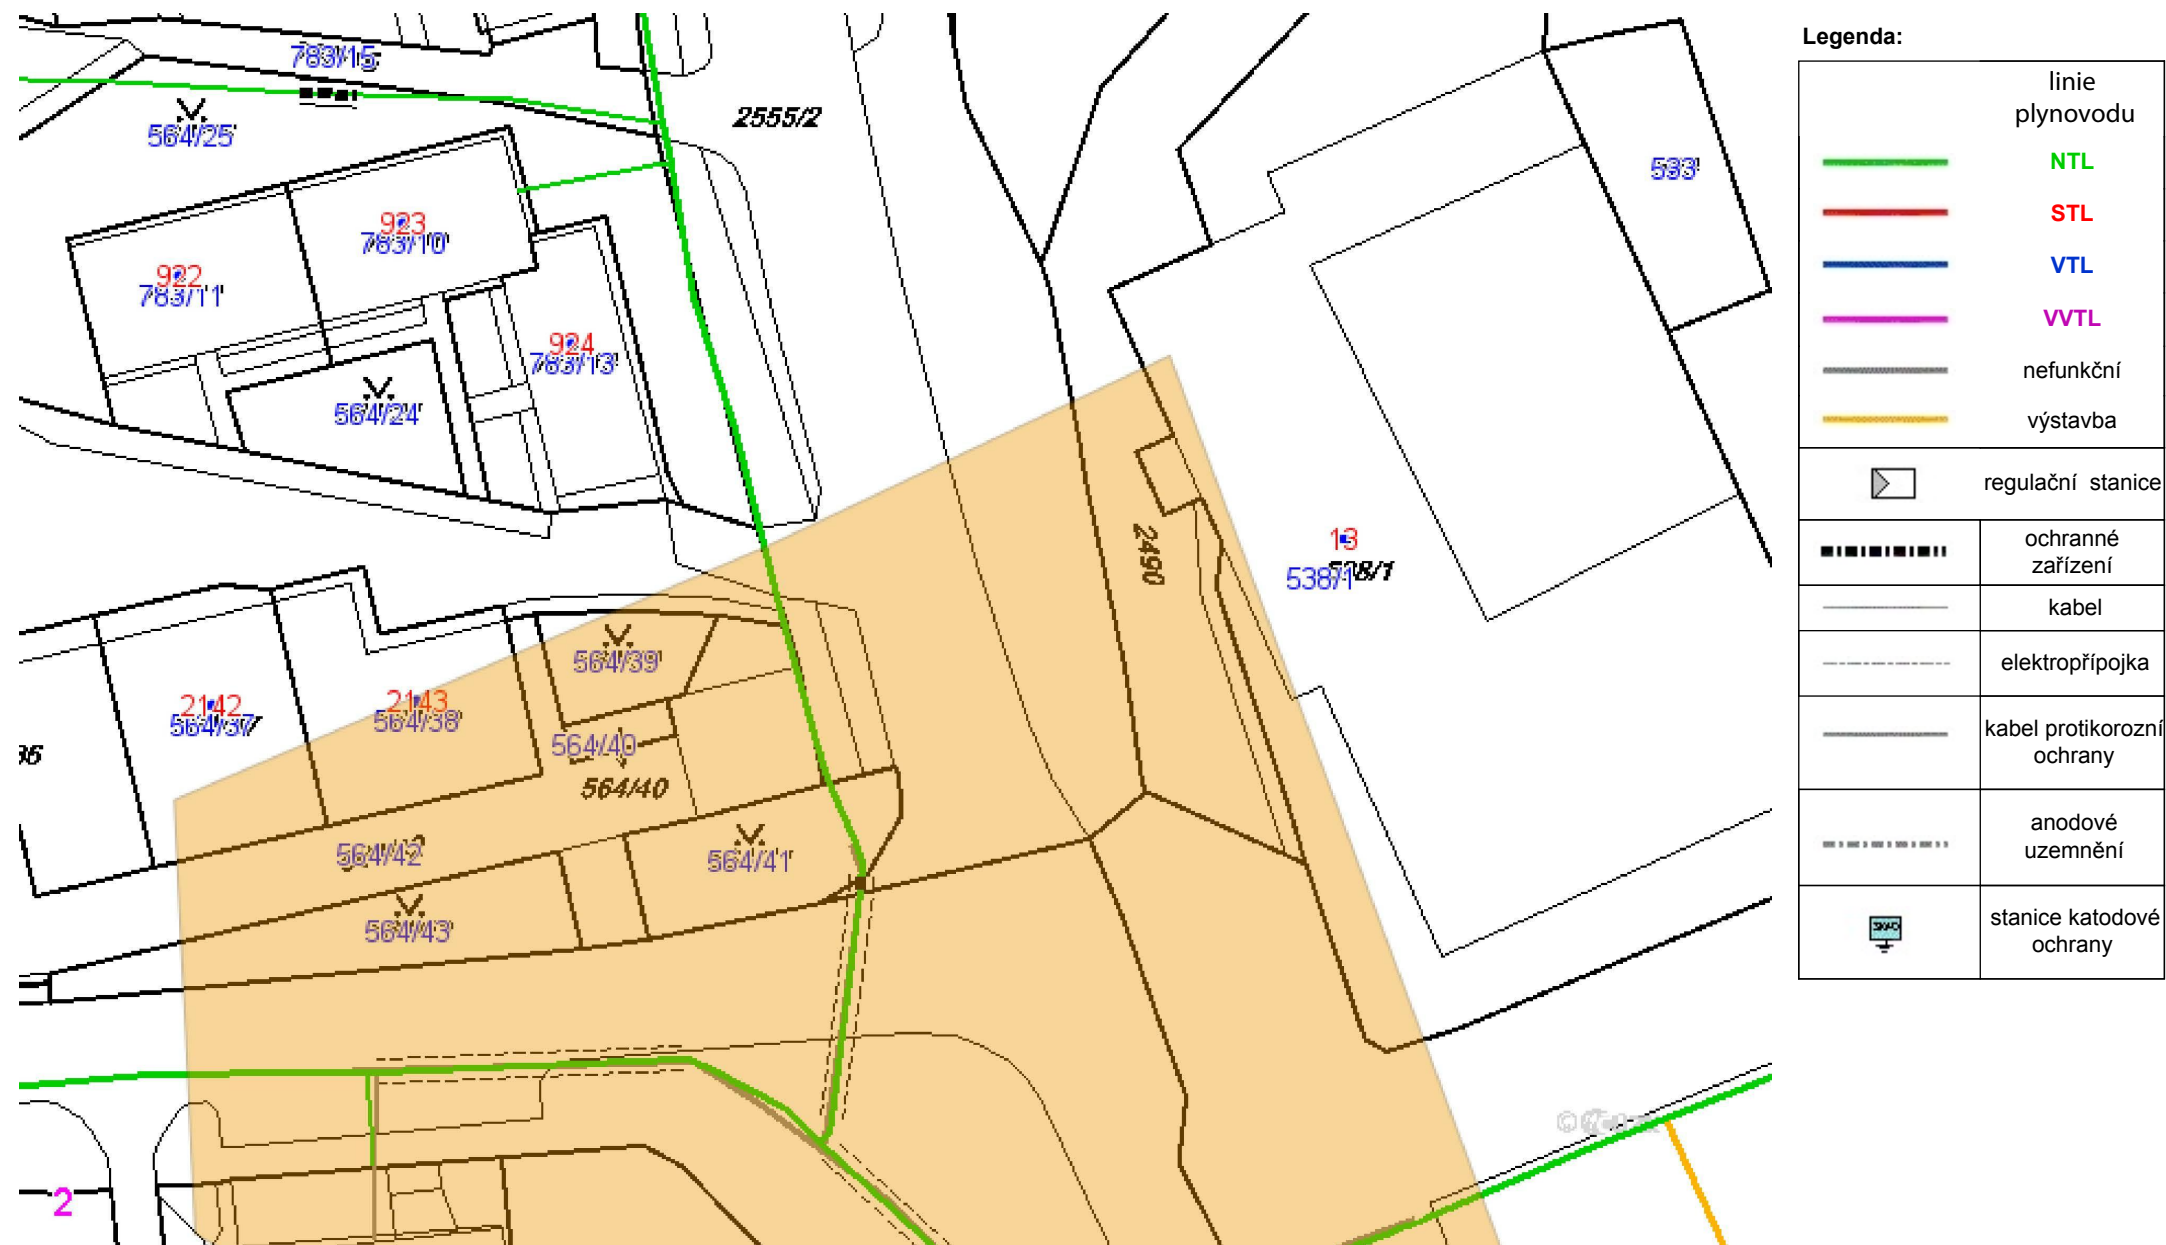 783/15
2555/2
564/25
533
923
783/10
922
783/11
924
783/13
564/24
2490
13
538/1
564/39
2142
564/37
2143
564/38
564/40
564/40
564/42
564/41
564/43
2
Legenda:
linie
plynovodu
NTL
STL
VTL
VVTL
nefunkční
výstavba
regulační stanice
ochranné
zařízení
kabel
elektropřípojka
kabel protikorozní
ochrany
anodové
uzemnění
stanice katodové
ochrany